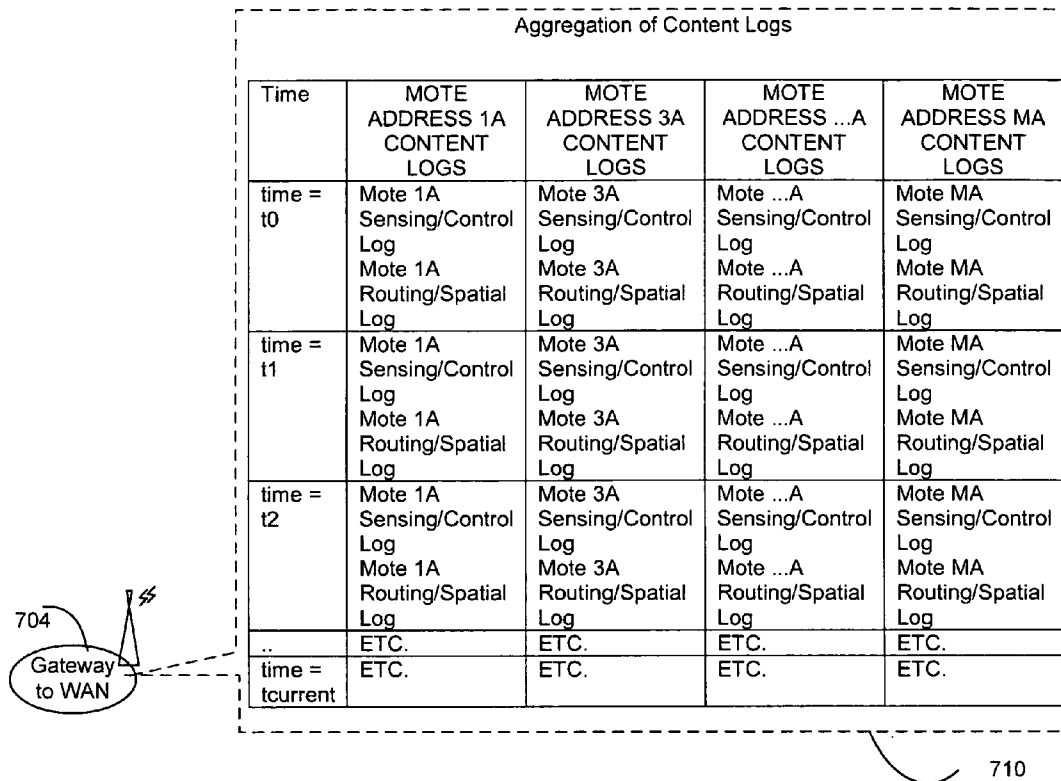 Aggregation of Content Logs
Time
MOTE
ADDRESS 1A
CONTENT
LOGS
MOTE
ADDRESS 3A
CONTENT
LOGS
MOTE
ADDRESS ...A
CONTENT
LOGS
MOTE
ADDRESS MA
CONTENT
LOGS
time =
t0
Mote 1A
Sensing/Control
Log
Mote 1A
Routing/Spatial
Log
Mote 3A
Sensing/Control
Log
Mote 3A
Routing/Spatial
Log
Mote ...A
Sensing/Control
Log
Mote ...A
Routing/Spatial
Log
Mote MA
Sensing/Control
Log
Mote MA
Routing/Spatial
Log
time =
t1
Mote 1A
Sensing/Control
Log
Mote 1A
Routing/Spatial
Log
Mote 3A
Sensing/Control
Log
Mote 3A
Routing/Spatial
Log
Mote ...A
Sensing/Control
Log
Mote ...A
Routing/Spatial
Log
Mote MA
Sensing/Control
Log
Mote MA
Routing/Spatial
Log
time =
t2
Mote 1A
Sensing/Control
Log
Mote 1A
Routing/Spatial
Log
Mote 3A
Sensing/Control
Log
Mote 3A
Routing/Spatial
Log
Mote ...A
Sensing/Control
Log
Mote ...A
Routing/Spatial
Log
Mote MA
Sensing/Control
Log
Mote MA
Routing/Spatial
Log
..
ETC.
ETC.
ETC.
ETC.
time =
tcurrent
ETC.
ETC.
ETC.
ETC.
704
Gateway
to WAN
710